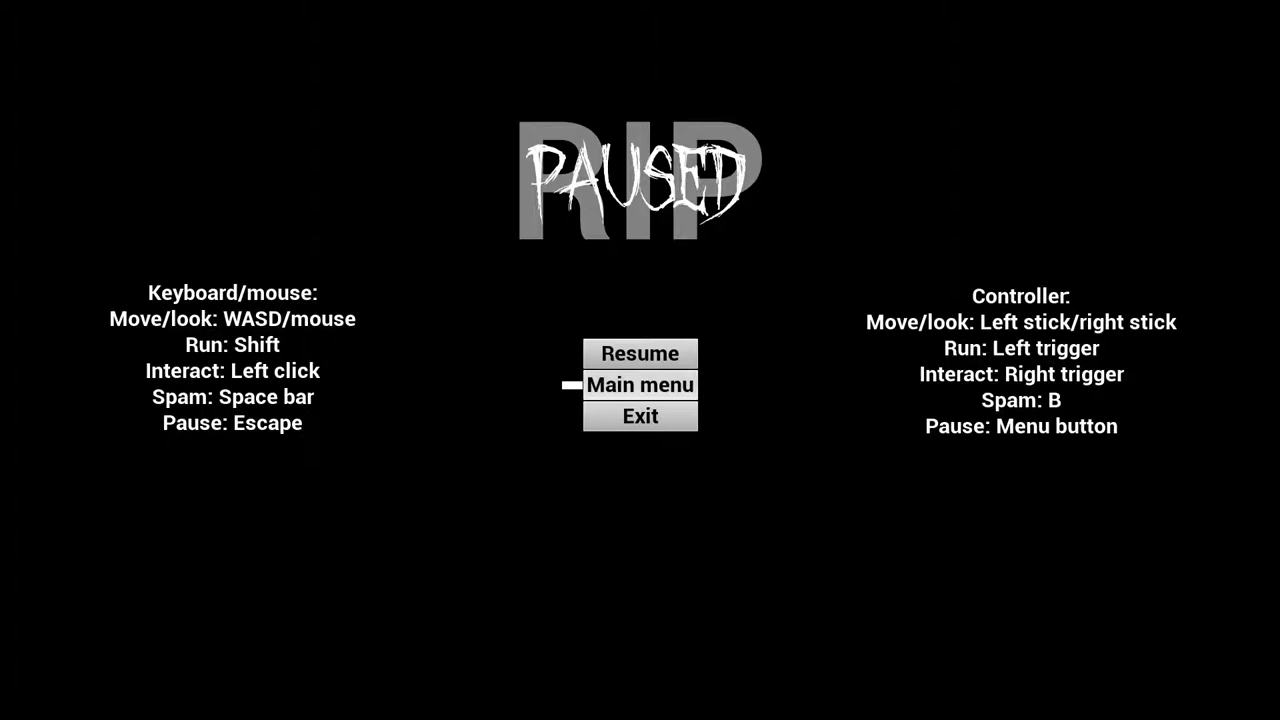 RIP
PAUSED
Keyboard/mouse:
Move/look: WASD/mouse
Run: Shift
Interact: Left click
Spam: Space bar
Pause: Escape
Resume
Main menu
Exit
Controller:
Move/look: Left stick/right stick
Run: Left trigger
Interact: Right trigger
Spam: B
Pause: Menu button